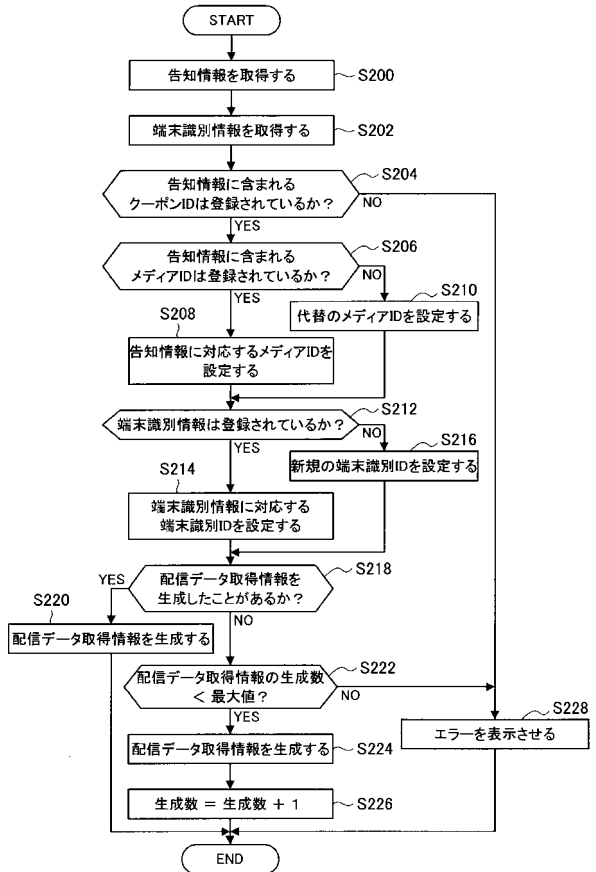 START
告知情報を取得する
S200
端末識別情報を取得する
S202
告知情報に含まれる
クーポンIDは登録されているか？
S204
NO
YES
告知情報に含まれる
メディアIDは登録されているか？
S206
NO
YES
S210
代替のメディアIDを設定する
S208
告知情報に対応するメディアIDを
設定する
端末識別情報は登録されているか？
S212
NO
YES
S216
新規の端末識別IDを設定する
S214
端末識別情報に対応する
端末識別IDを設定する
配信データ取得情報を
生成したことがあるか？
S218
YES
NO
S220
配信データ取得情報を生成する
配信データ取得情報の生成数
＜ 最大値？
S222
NO
YES
S228
エラーを表示させる
配信データ取得情報を生成する
S224
生成数 ＝ 生成数 ＋ 1
S226
END